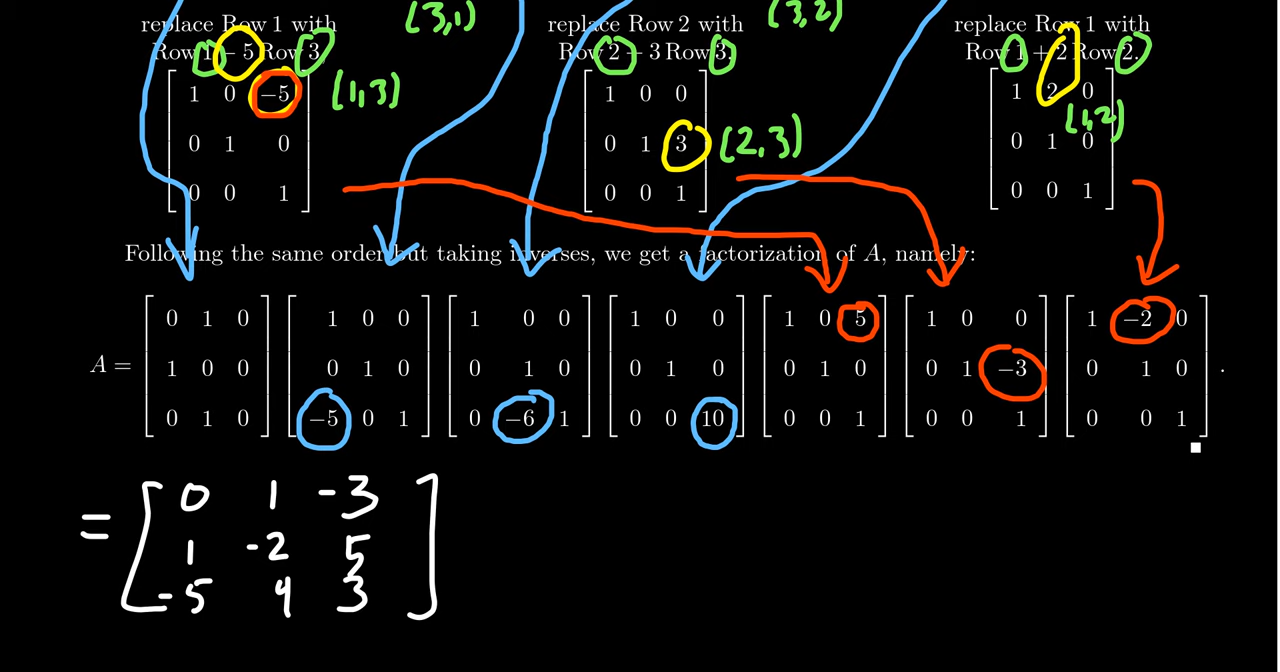 replace Row 1 with replace Row 2 with replace Row 1 with
(3,1) (3,2)
Row 1 − 5 Row 3, Row 2 + 3 Row 3, Row 1 + 2 Row 2.
1 0 −5 1 0 0 1 2 0
(1,3) (1,2)
0 1 0 0 1 3 0 1 0
(2,3)
0 0 1 0 0 1 0 0 1
Following the same order but taking inverses, we get a factorization of A, namely:
0 1 0 1 0 0 1 0 0 1 0 0 1 0 5 1 0 0 1 −2 0
A = 1 0 0 0 1 0 0 1 0 0 1 0 0 1 0 0 1 −3 0 1 0 .
0 1 0 −5 0 1 0 −6 1 0 0 10 0 0 1 0 0 1 0 0 1
0 1 -3
= 1 -2 5
-5 4 3